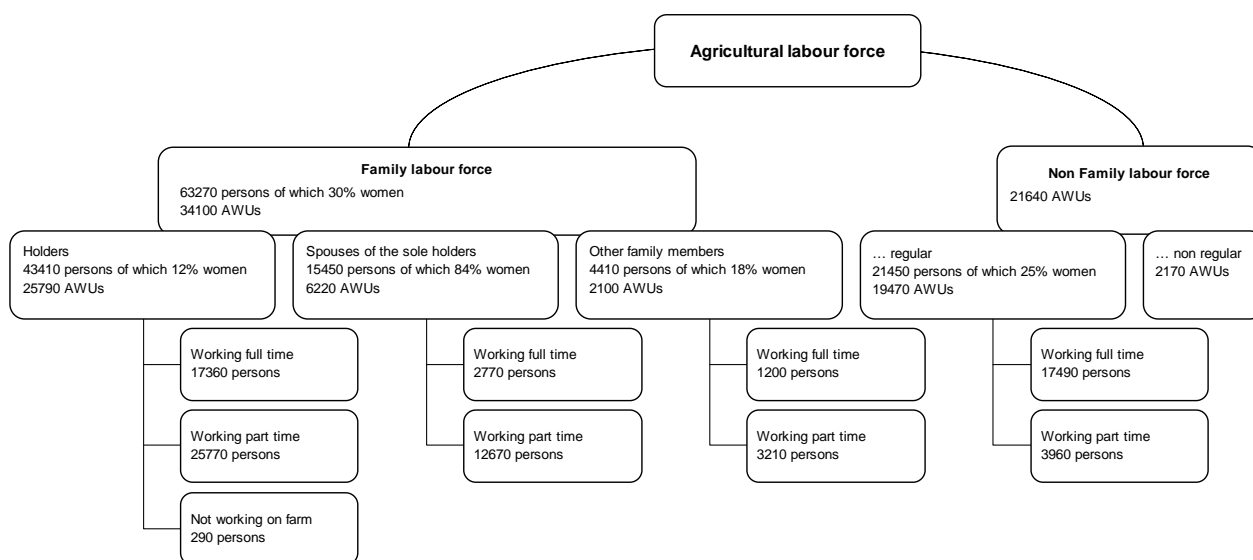 Agricultural labour force
Family labour force
63270 persons of which 30% women
34100 AWUs
Non Family labour force
21640 AWUs
Holders
43410 persons of which 12% women
25790 AWUs
Spouses of the sole holders
15450 persons of which 84% women
6220 AWUs
Other family members
4410 persons of which 18% women
2100 AWUs
... regular
21450 persons of which 25% women
19470 AWUs
... non regular
2170 AWUs
Working full time
17360 persons
Working full time
2770 persons
Working full time
1200 persons
Working full time
17490 persons
Working part time
25770 persons
Working part time
12670 persons
Working part time
3210 persons
Working part time
3960 persons
Not working on farm
290 persons